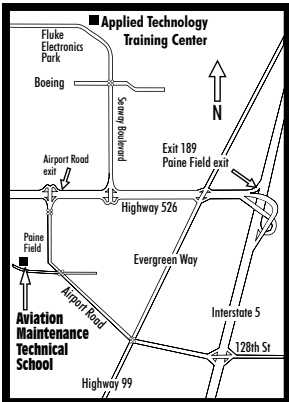 Applied Technology
Training Center
Fluke
Electronics
Park
Boeing
Seaway Boulevard
N
Airport Road
exit
Exit 189
Paine Field exit
Highway 526
Paine
Field
Evergreen Way
Airport Road
Aviation
Maintenance
Technical
School
Interstate 5
128th St
Highway 99